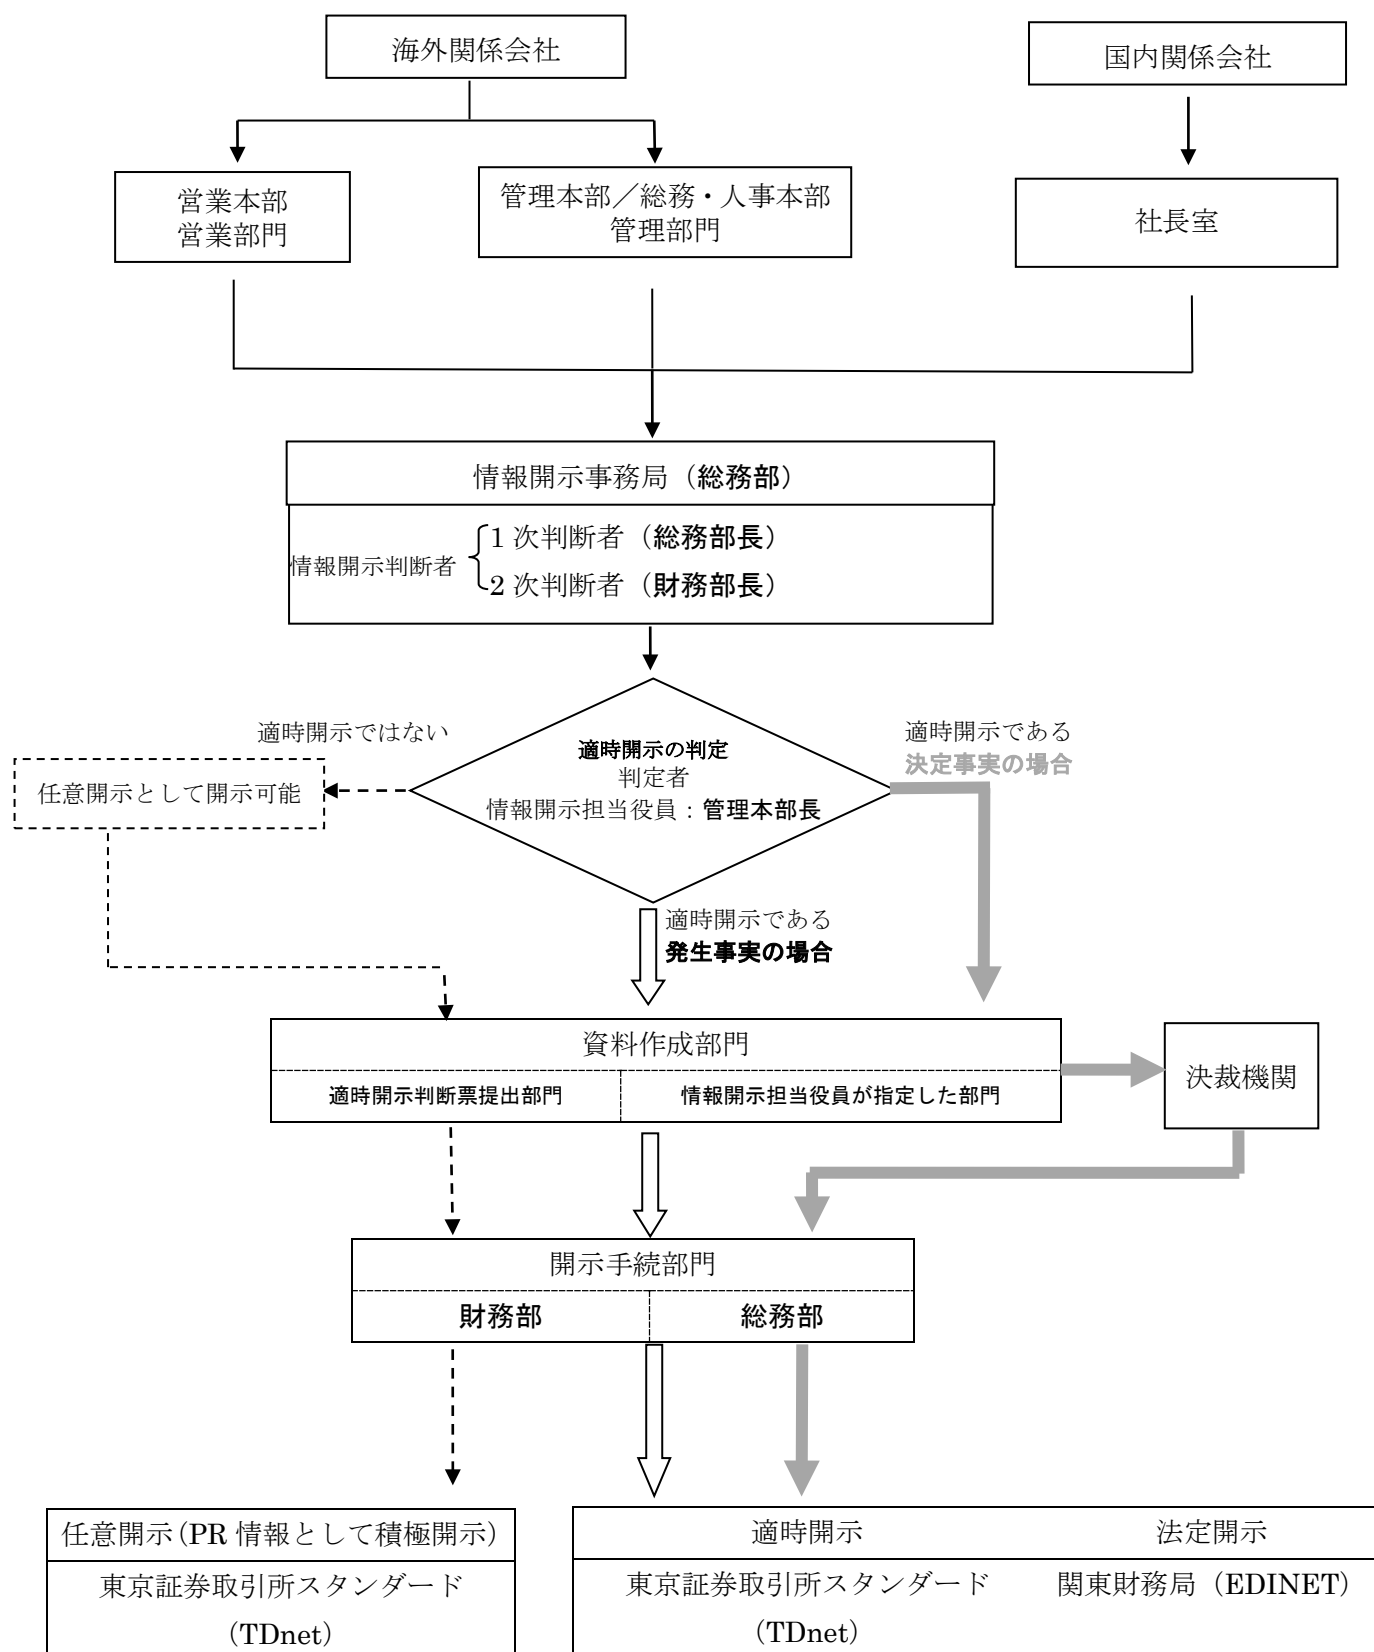 海外関係会社
国内関係会社
営業本部
営業部門
管理本部／総務・人事本部
管理部門
社長室
情報開示事務局（総務部）
情報開示判断者
1 次判断者（総務部長）
2 次判断者（財務部長）
適時開示ではない
適時開示の判定
判定者
情報開示担当役員：管理本部長
適時開示である
決定事実の場合
任意開示として開示可能
適時開示である
発生事実の場合
資料作成部門
適時開示判断票提出部門
情報開示担当役員が指定した部門
決裁機関
開示手続部門
財務部
総務部
任意開示（PR 情報として積極開示）
東京証券取引所スタンダード
（TDnet）
適時開示
法定開示
東京証券取引所スタンダード
（TDnet）
関東財務局（EDINET）